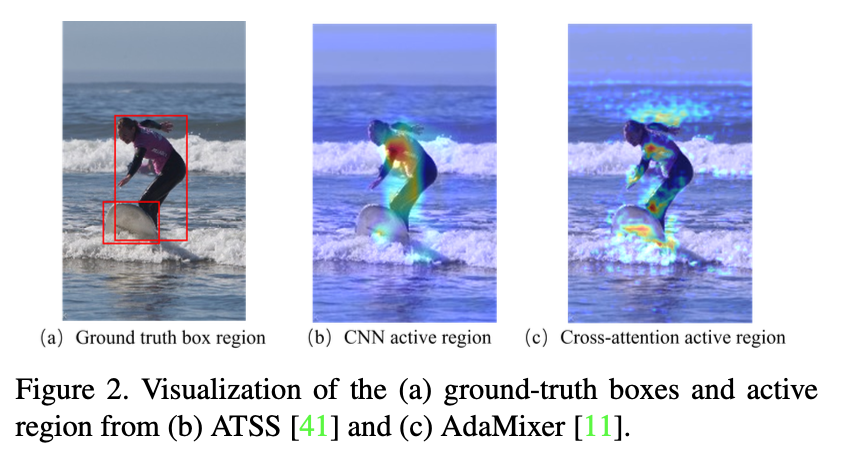 (a) Ground truth box region (b) CNN active region (c) Cross-attention active region
Figure 2. Visualization of the (a) ground-truth boxes and active
region from (b) ATSS [41] and (c) AdaMixer [11].